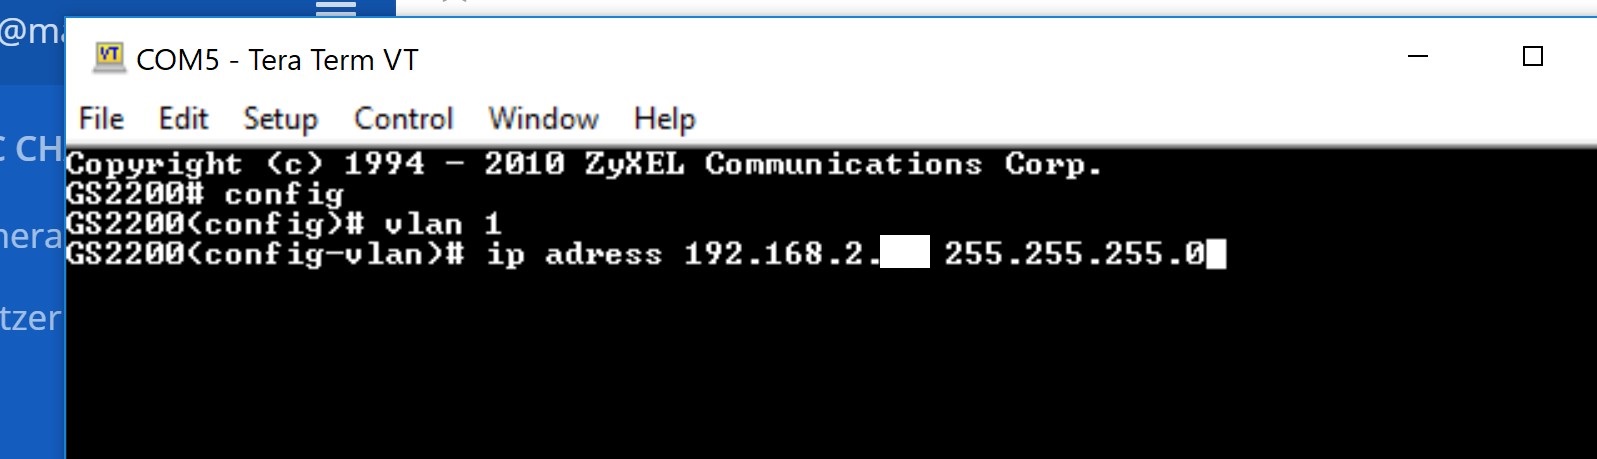 @ma
COM5 - Tera Term VT
File Edit Setup Control Window Help
CH
nera
tzer
Copyright (c) 1994 - 2010 ZyXEL Communications Corp.
GS2200# config
GS2200(config)# vlan 1
GS2200(config-vlan)# ip adress 192.168.2. 255.255.255.0